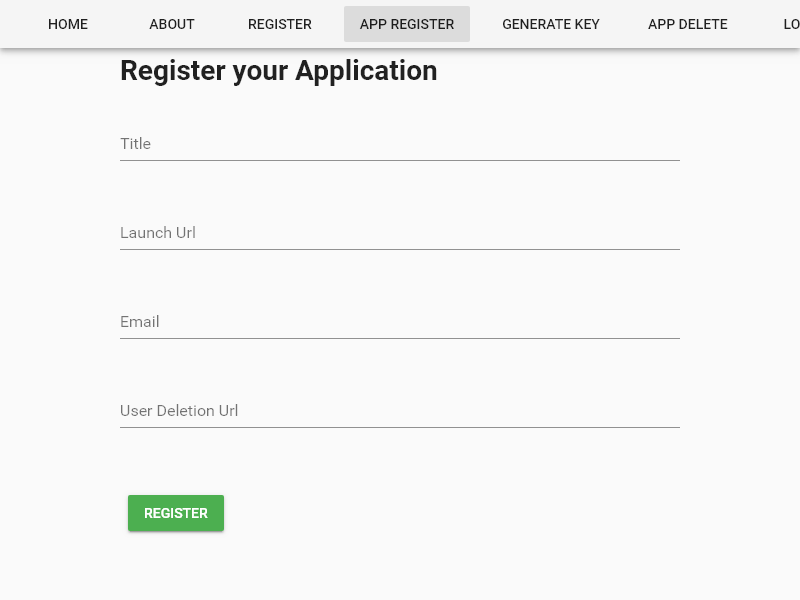 HOME ABOUT REGISTER APP REGISTER GENERATE KEY APP DELETE LO
Register your Application
Title
Launch Url
Email
User Deletion Url
REGISTER